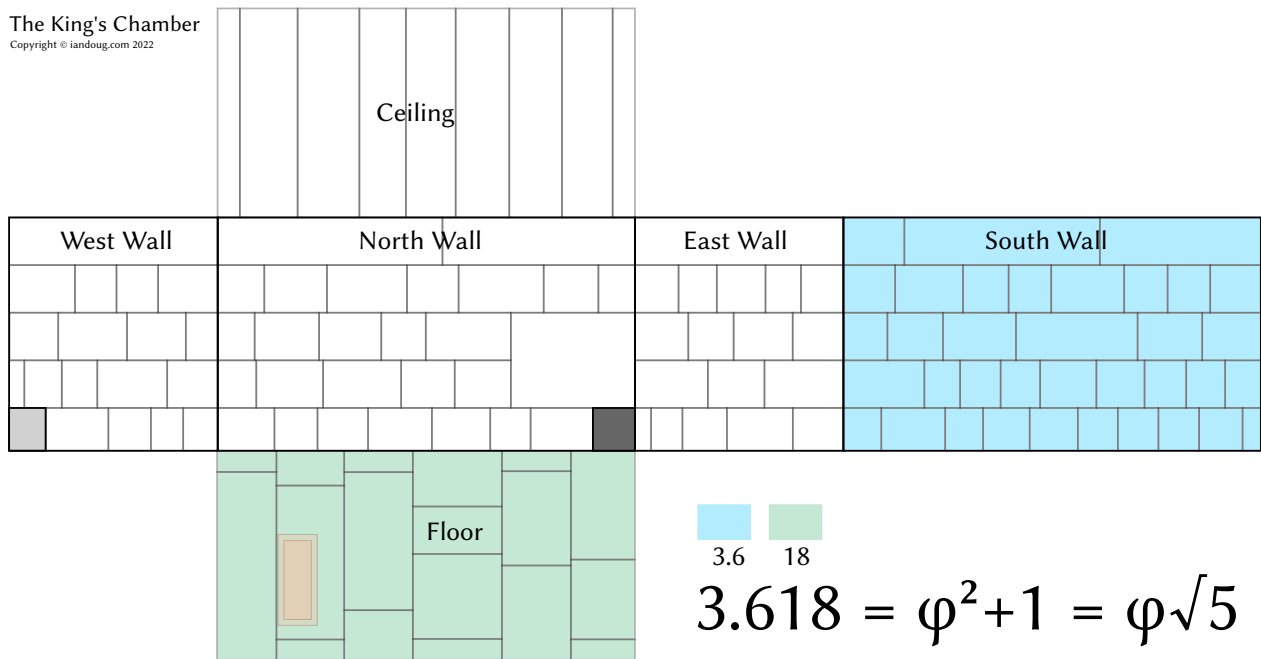 The King's Chamber
Copyright © iandoug.com 2022
Ceiling
West Wall
North Wall
East Wall
South Wall
Floor
3.6
18
3.618 = φ²+1 = φ√5